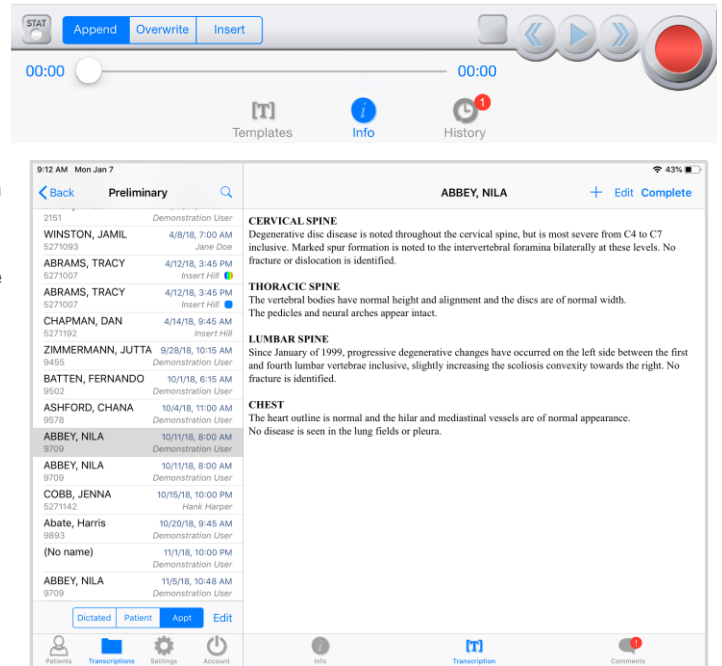 STAT
Append Overwrite Insert
00:00 00:00
[T] i 1
Templates Info History
9:12 AM Mon Jan 7 43%
Back Preliminary
2151 Demonstration User
WINSTON, JAMIL 4/8/18, 7:00 AM
5271093 Jane Doe
ABRAMS, TRACY 4/12/18, 3:45 PM
5271007 Insert Hill
ABRAMS, TRACY 4/12/18, 3:45 PM
5271007 Insert Hill
CHAPMAN, DAN 4/14/18, 9:45 AM
5271192 Insert Hill
ZIMMERMANN, JUTTA 9/28/18, 10:15 AM
9455 Demonstration User
BATTEN, FERNANDO 10/1/18, 6:15 AM
9502 Demonstration User
ASHFORD, CHANA 10/4/18, 11:00 AM
9578 Demonstration User
ABBEY, NILA 10/11/18, 8:00 AM
9709 Demonstration User
ABBEY, NILA 10/11/18, 8:00 AM
9709 Demonstration User
COBB, JENNA 10/15/18, 10:00 PM
5271142 Hank Harper
Abate, Harris 10/20/18, 9:45 AM
9893 Demonstration User
(No name) 11/1/18, 10:00 PM
Demonstration User
ABBEY, NILA 11/5/18, 10:48 AM
9709 Demonstration User
Dictated Patient Appt Edit
Patients Transcriptions Settings Account
ABBEY, NILA + Edit Complete
CERVICAL SPINE
Degenerative disc disease is noted throughout the cervical spine, but is most severe from C4 to C7
inclusive. Marked spur formation is noted to the intervertebral foramina bilaterally at these levels. No
fracture or dislocation is identified.
THORACIC SPINE
The vertebral bodies have normal height and alignment and the discs are of normal width.
The pedicles and neural arches appear intact.
LUMBAR SPINE
Since January of 1999, progressive degenerative changes have occurred on the left side between the first
and fourth lumbar vertebrae inclusive, slightly increasing the scoliosis convexity towards the right. No
fracture is identified.
CHEST
The heart outline is normal and the hilar and mediastinal vessels are of normal appearance.
No disease is seen in the lung fields or pleura.
i [T] !
Info Transcription Comments